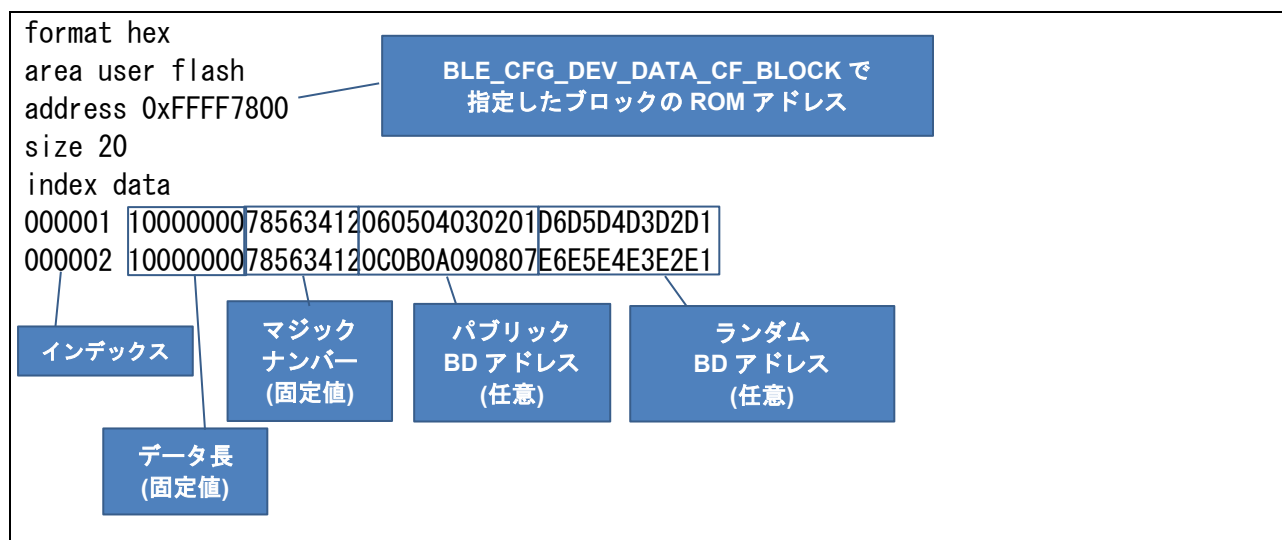 format hex
area user flash
address 0xFFFF7800
size 20
index data
000001 1000000078563412060504030201D6D5D4D3D2D1
000002 10000000785634120C0B0A090807E6E5E4E3E2E1
BLE_CFG_DEV_DATA_CF_BLOCK で
指定したブロックの ROM アドレス
インデックス
データ長
(固定値)
マジック
ナンバー
(固定値)
パブリック
BD アドレス
(任意)
ランダム
BD アドレス
(任意)